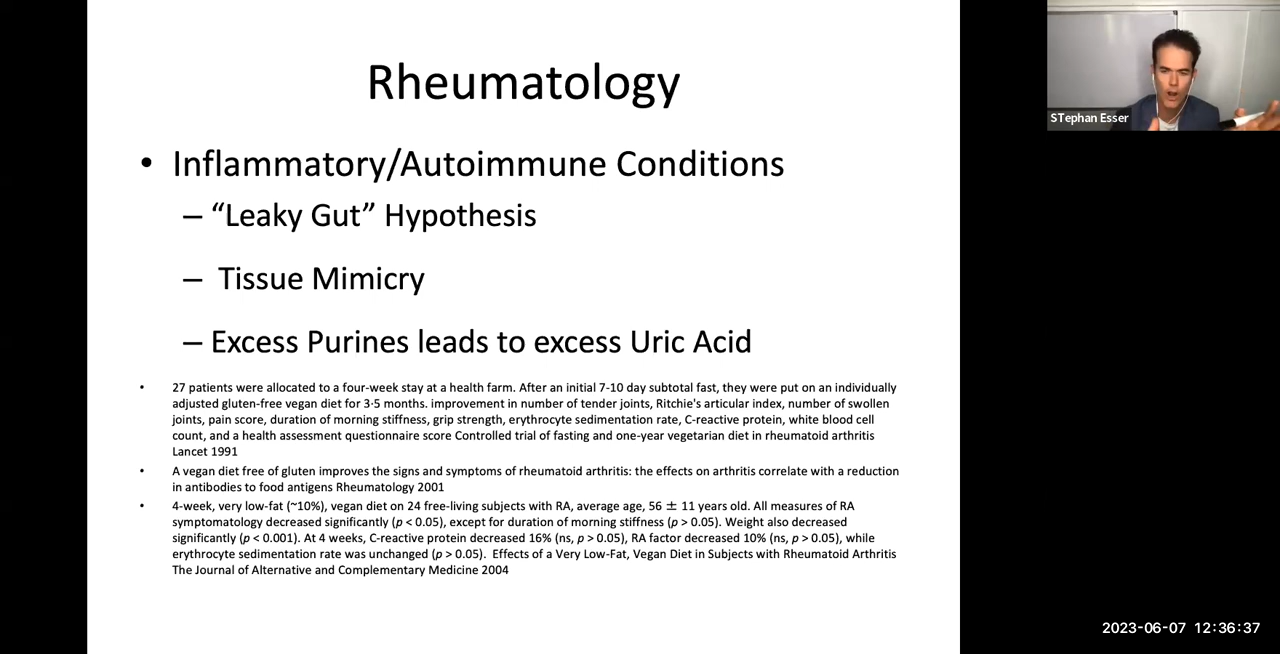 Rheumatology
• Inflammatory/Autoimmune Conditions
– “Leaky Gut” Hypothesis
– Tissue Mimicry
– Excess Purines leads to excess Uric Acid
• 27 patients were allocated to a four-week stay at a health farm. After an initial 7-10 day subtotal fast, they were put on an individually
adjusted gluten-free vegan diet for 3·5 months. improvement in number of tender joints, Ritchie's articular index, number of swollen
joints, pain score, duration of morning stiffness, grip strength, erythrocyte sedimentation rate, C-reactive protein, white blood cell
count, and a health assessment questionnaire score Controlled trial of fasting and one-year vegetarian diet in rheumatoid arthritis
Lancet 1991
• A vegan diet free of gluten improves the signs and symptoms of rheumatoid arthritis: the effects on arthritis correlate with a reduction
in antibodies to food antigens Rheumatology 2001
• 4-week, very low-fat (~10%), vegan diet on 24 free-living subjects with RA, average age, 56 ± 11 years old. All measures of RA
symptomatology decreased significantly (p < 0.05), except for duration of morning stiffness (p > 0.05). Weight also decreased
significantly (p < 0.001). At 4 weeks, C-reactive protein decreased 16% (ns, p > 0.05), RA factor decreased 10% (ns, p > 0.05), while
erythrocyte sedimentation rate was unchanged (p > 0.05). Effects of a Very Low-Fat, Vegan Diet in Subjects with Rheumatoid Arthritis
The Journal of Alternative and Complementary Medicine 2004
STephan Esser
2023-06-07 12:36:37